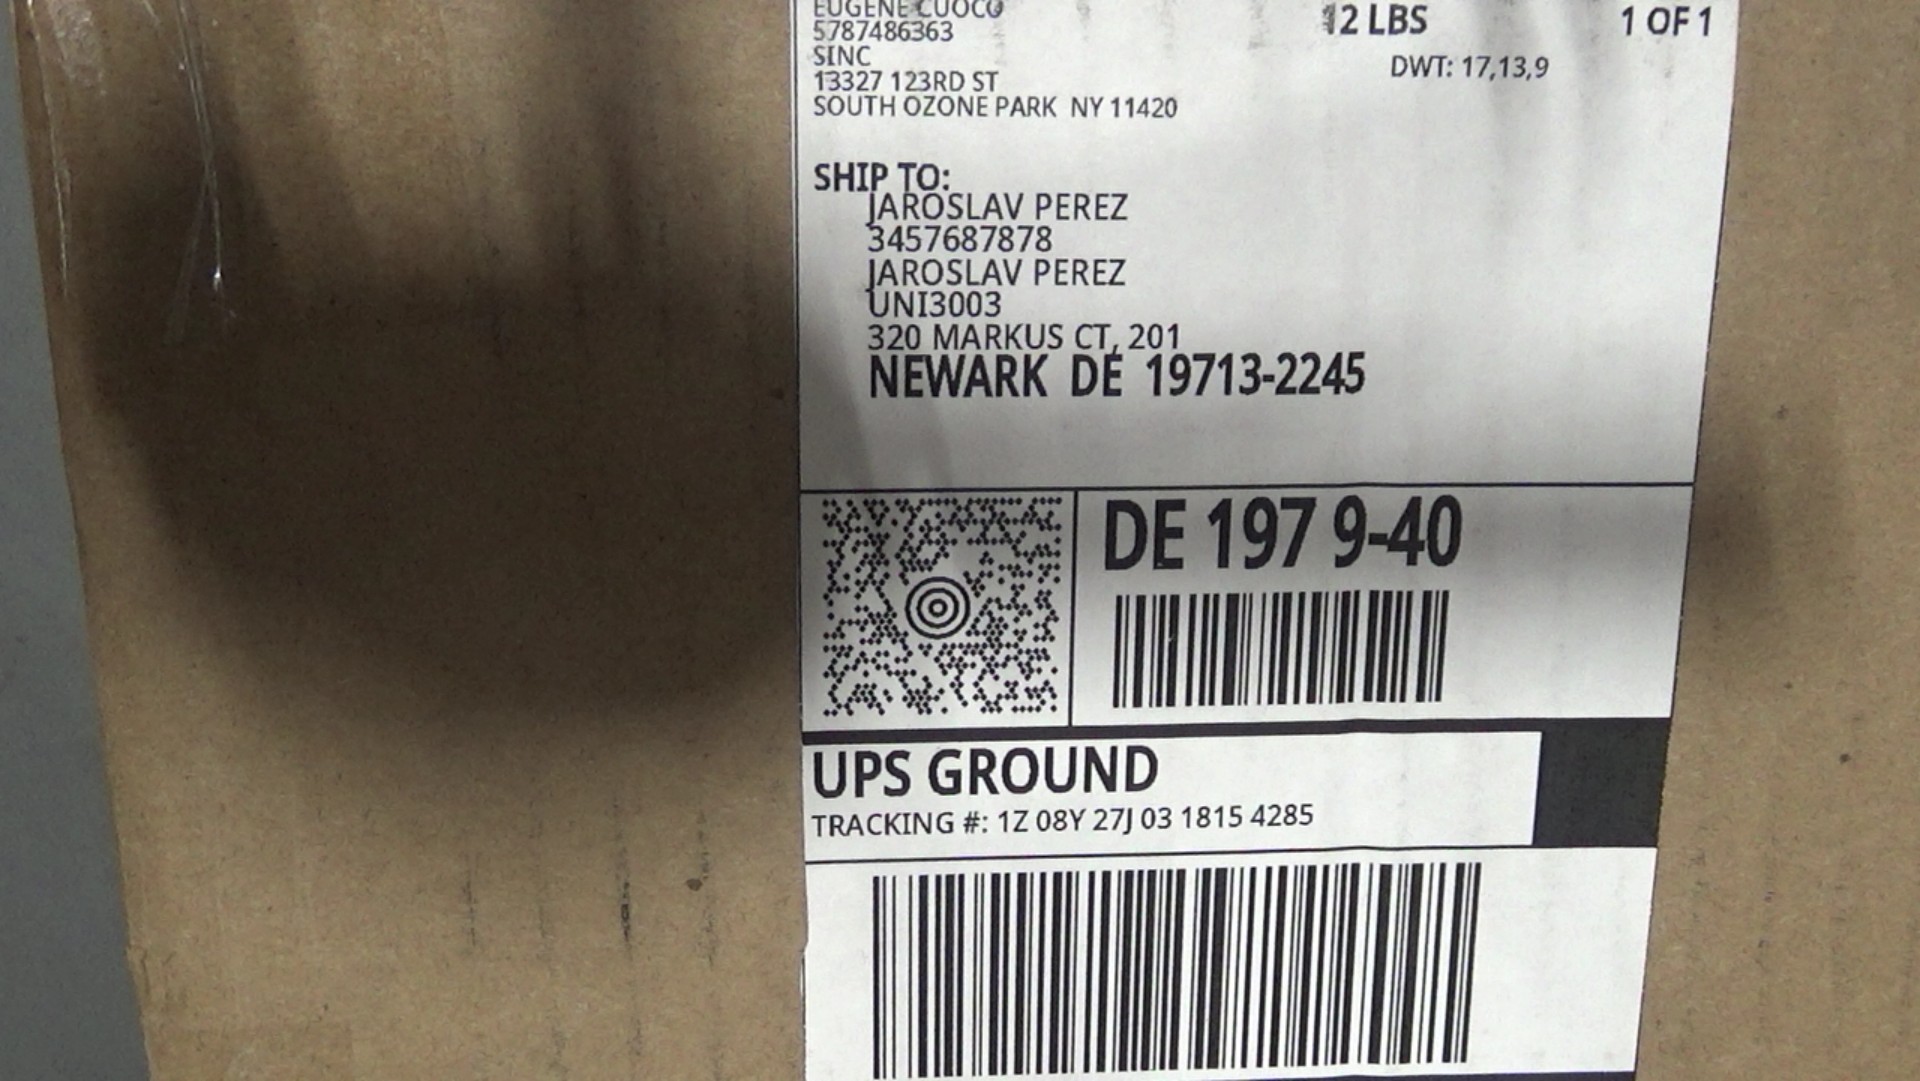 EUGENE CUOCO
5787486363
SINC
13327 123RD ST
SOUTH OZONE PARK NY 11420
2 LBS
1 OF 1
DWT: 17,13,9
SHIP TO:
JAROSLAV PEREZ
3457687878
JAROSLAV PEREZ
UNI3003
320 MARKUS CT, 201
NEWARK DE 19713-2245
DE 197 9-40
UPS GROUND
TRACKING #: 1Z 08Y 27J 03 1815 4285